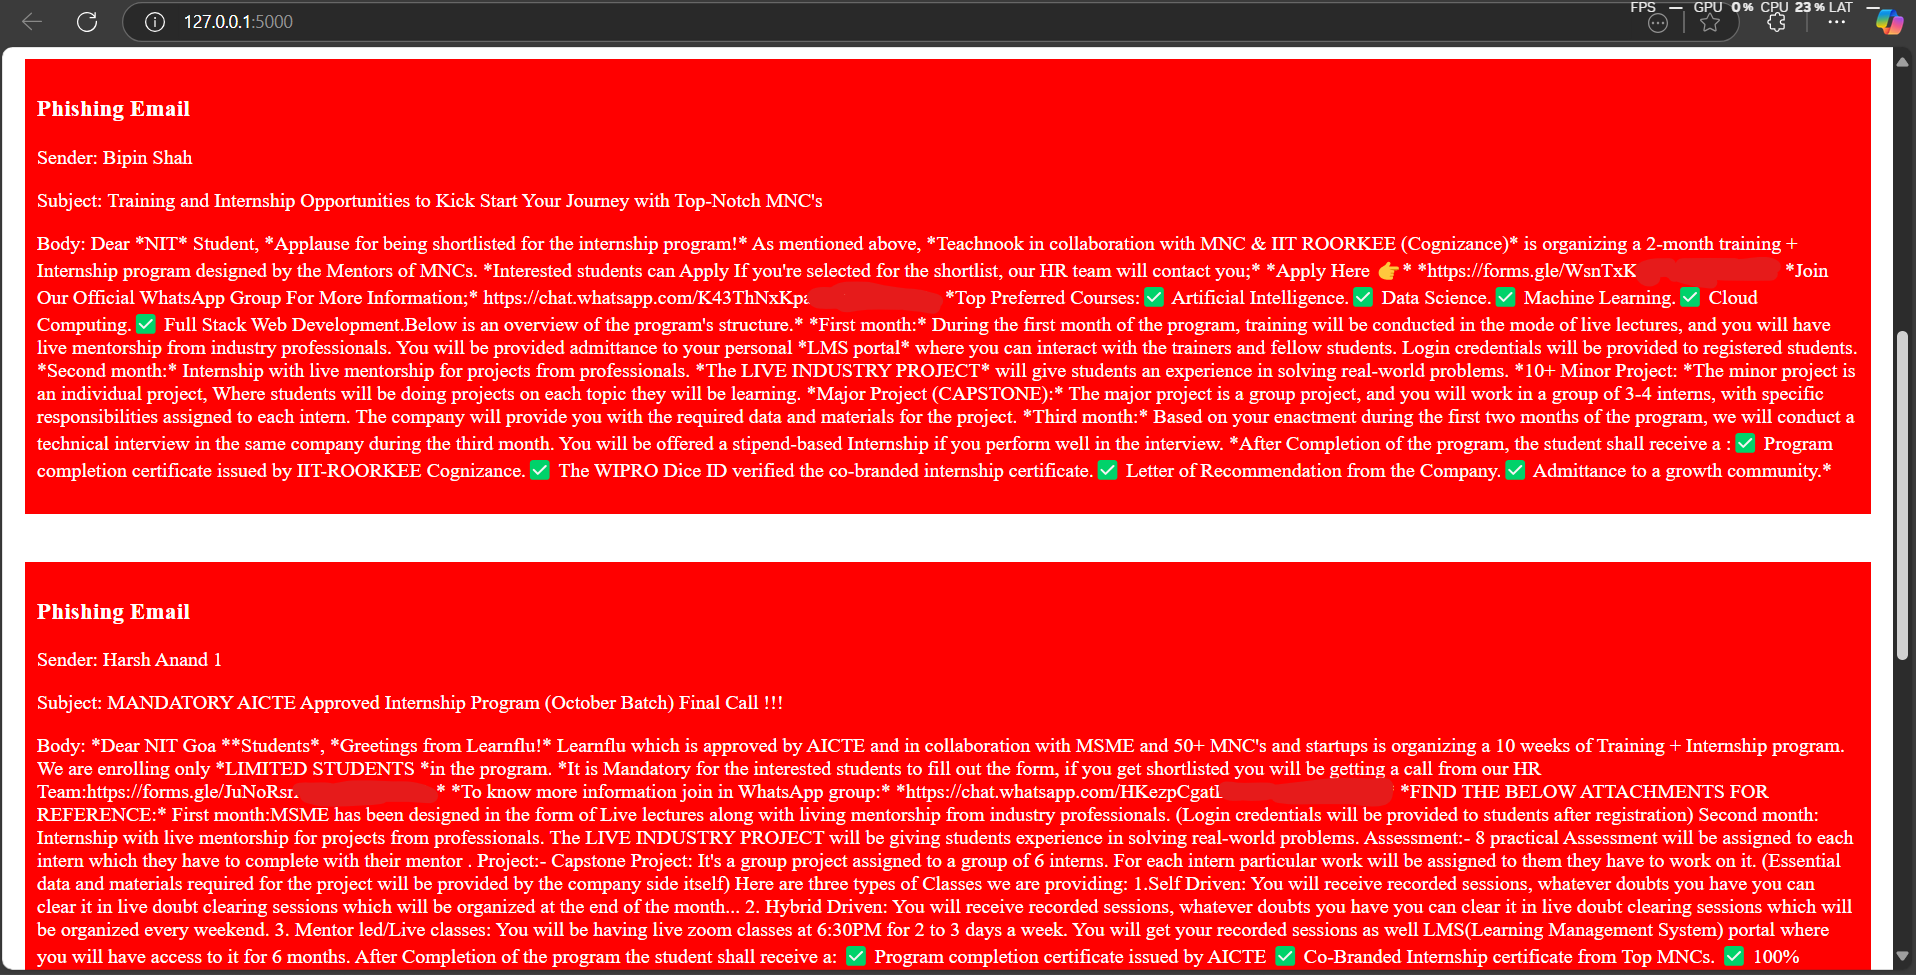 FPS — GPU 0% CPU 23% LAT —
127.0.0.1:5000
Phishing Email
Sender: Bipin Shah
Subject: Training and Internship Opportunities to Kick Start Your Journey with Top-Notch MNC's
Body: Dear *NIT* Student, *Applause for being shortlisted for the internship program!* As mentioned above, *Teachnook in collaboration with MNC & IIT ROORKEE (Cognizance)* is organizing a 2-month training +
Internship program designed by the Mentors of MNCs. *Interested students can Apply If you're selected for the shortlist, our HR team will contact you;* *Apply Here 👉* *https://forms.gle/WsnTxK *Join
Our Official WhatsApp Group For More Information;* https://chat.whatsapp.com/K43ThNxKp *Top Preferred Courses:✅ Artificial Intelligence.✅ Data Science.✅ Machine Learning.✅ Cloud
Computing.✅ Full Stack Web Development.Below is an overview of the program's structure.* *First month:* During the first month of the program, training will be conducted in the mode of live lectures, and you will have
live mentorship from industry professionals. You will be provided admittance to your personal *LMS portal* where you can interact with the trainers and fellow students. Login credentials will be provided to registered students.
*Second month:* Internship with live mentorship for projects from professionals. *The LIVE INDUSTRY PROJECT* will give students an experience in solving real-world problems. *10+ Minor Project: *The minor project is
an individual project, Where students will be doing projects on each topic they will be learning. *Major Project (CAPSTONE):* The major project is a group project, and you will work in a group of 3-4 interns, with specific
responsibilities assigned to each intern. The company will provide you with the required data and materials for the project. *Third month:* Based on your enactment during the first two months of the program, we will conduct a
technical interview in the same company during the third month. You will be offered a stipend-based Internship if you perform well in the interview. *After Completion of the program, the student shall receive a :✅ Program
completion certificate issued by IIT-ROORKEE Cognizance.✅ The WIPRO Dice ID verified the co-branded internship certificate.✅ Letter of Recommendation from the Company.✅ Admittance to a growth community.*
Phishing Email
Sender: Harsh Anand 1
Subject: MANDATORY AICTE Approved Internship Program (October Batch) Final Call !!!
Body: *Dear NIT Goa **Students*, *Greetings from Learnflu!* Learnflu which is approved by AICTE and in collaboration with MSME and 50+ MNC's and startups is organizing a 10 weeks of Training + Internship program.
We are enrolling only *LIMITED STUDENTS *in the program. *It is Mandatory for the interested students to fill out the form, if you get shortlisted you will be getting a call from our HR
Team:https://forms.gle/JuNoRs * *To know more information join in WhatsApp group:* *https://chat.whatsapp.com/HKezpCgat *FIND THE BELOW ATTACHMENTS FOR
REFERENCE:* First month:MSME has been designed in the form of Live lectures along with living mentorship from industry professionals. (Login credentials will be provided to students after registration) Second month:
Internship with live mentorship for projects from professionals. The LIVE INDUSTRY PROJECT will be giving students experience in solving real-world problems. Assessment:- 8 practical Assessment will be assigned to each
intern which they have to complete with their mentor . Project:- Capstone Project: It's a group project assigned to a group of 6 interns. For each intern particular work will be assigned to them they have to work on it. (Essential
data and materials required for the project will be provided by the company side itself) Here are three types of Classes we are providing: 1.Self Driven: You will receive recorded sessions, whatever doubts you have you can
clear it in live doubt clearing sessions which will be organized at the end of the month... 2. Hybrid Driven: You will receive recorded sessions, whatever doubts you have you can clear it in live doubt clearing sessions which will
be organized every weekend. 3. Mentor led/Live classes: You will be having live zoom classes at 6:30PM for 2 to 3 days a week. You will get your recorded sessions as well LMS(Learning Management System) portal where
you will have access to it for 6 months. After Completion of the program the student shall receive a: ✅ Program completion certificate issued by AICTE ✅ Co-Branded Internship certificate from Top MNCs. ✅ 100%